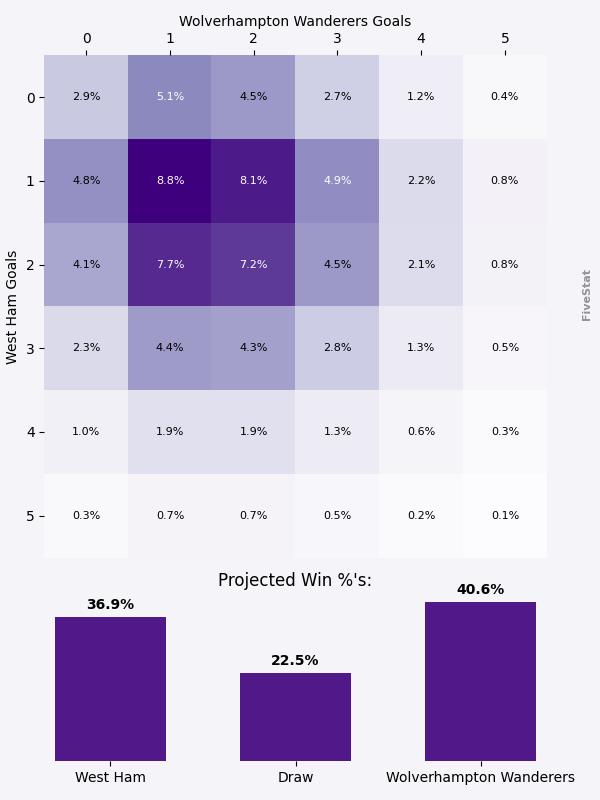 Wolverhampton Wanderers Goals
0 1 2 3 4 5
0 2.9% 5.1% 4.5% 2.7% 1.2% 0.4%
1 4.8% 8.8% 8.1% 4.9% 2.2% 0.8%
2 4.1% 7.7% 7.2% 4.5% 2.1% 0.8%
3 2.3% 4.4% 4.3% 2.8% 1.3% 0.5%
4 1.0% 1.9% 1.9% 1.3% 0.6% 0.3%
5 0.3% 0.7% 0.7% 0.5% 0.2% 0.1%
West Ham Goals
FiveStat
Projected Win %'s:
36.9% 22.5% 40.6%
West Ham Draw Wolverhampton Wanderers